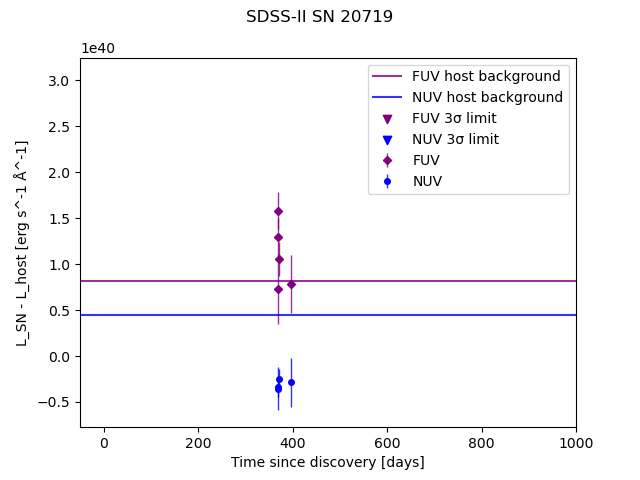 SDSS-II SN 20719
1e40
FUV host background
NUV host background
FUV 3σ limit
NUV 3σ limit
FUV
NUV
3.0
2.5
2.0
1.5
1.0
0.5
0.0
−0.5
L_SN - L_host [erg s^-1 Å^-1]
0 200 400 600 800 1000
Time since discovery [days]